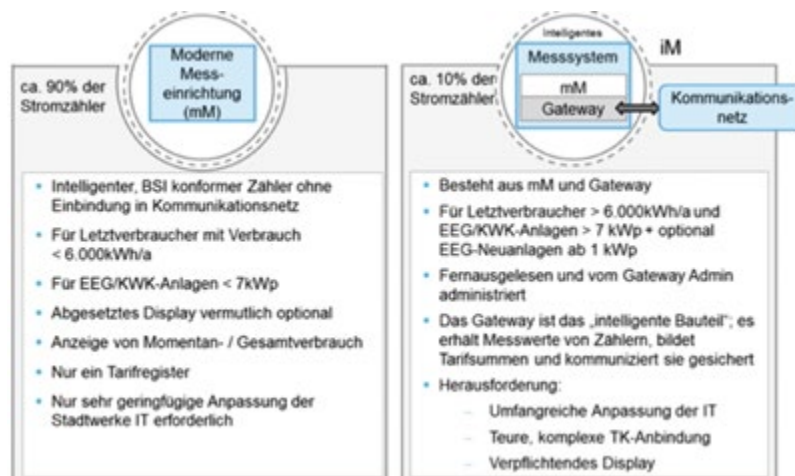 Moderne
Mess-
einrichtung
(mM)
ca. 90% der
Stromzähler
Intelligenter, BSI konformer Zähler ohne
Einbindung in Kommunikationsnetz
Für Letztverbraucher mit Verbrauch
< 6.000kWh/a
Für EEG/KWK-Anlagen < 7kWp
Abgesetztes Display vermutlich optional
Anzeige von Momentan- / Gesamtverbrauch
Nur ein Tarifregister
Nur sehr geringfügige Anpassung der
Stadtwerke IT erforderlich
Intelligentes
Messsystem
mM
Gateway
iM
Kommunikations-
netz
ca. 10% der
Stromzähler
Besteht aus mM und Gateway
Für Letztverbraucher > 6.000kWh/a und
EEG/KWK-Anlagen > 7 kWp + optional
EEG-Neuanlagen ab 1 kWp
Fernausgelesen und vom Gateway Admin
administriert
Das Gateway ist das „intelligente Bauteil“; es
erhält Messwerte von Zählern, bildet
Tarifsummen und kommuniziert sie gesichert
Herausforderung:
– Umfangreiche Anpassung der IT
– Teure, komplexe TK-Anbindung
– Verpflichtendes Display